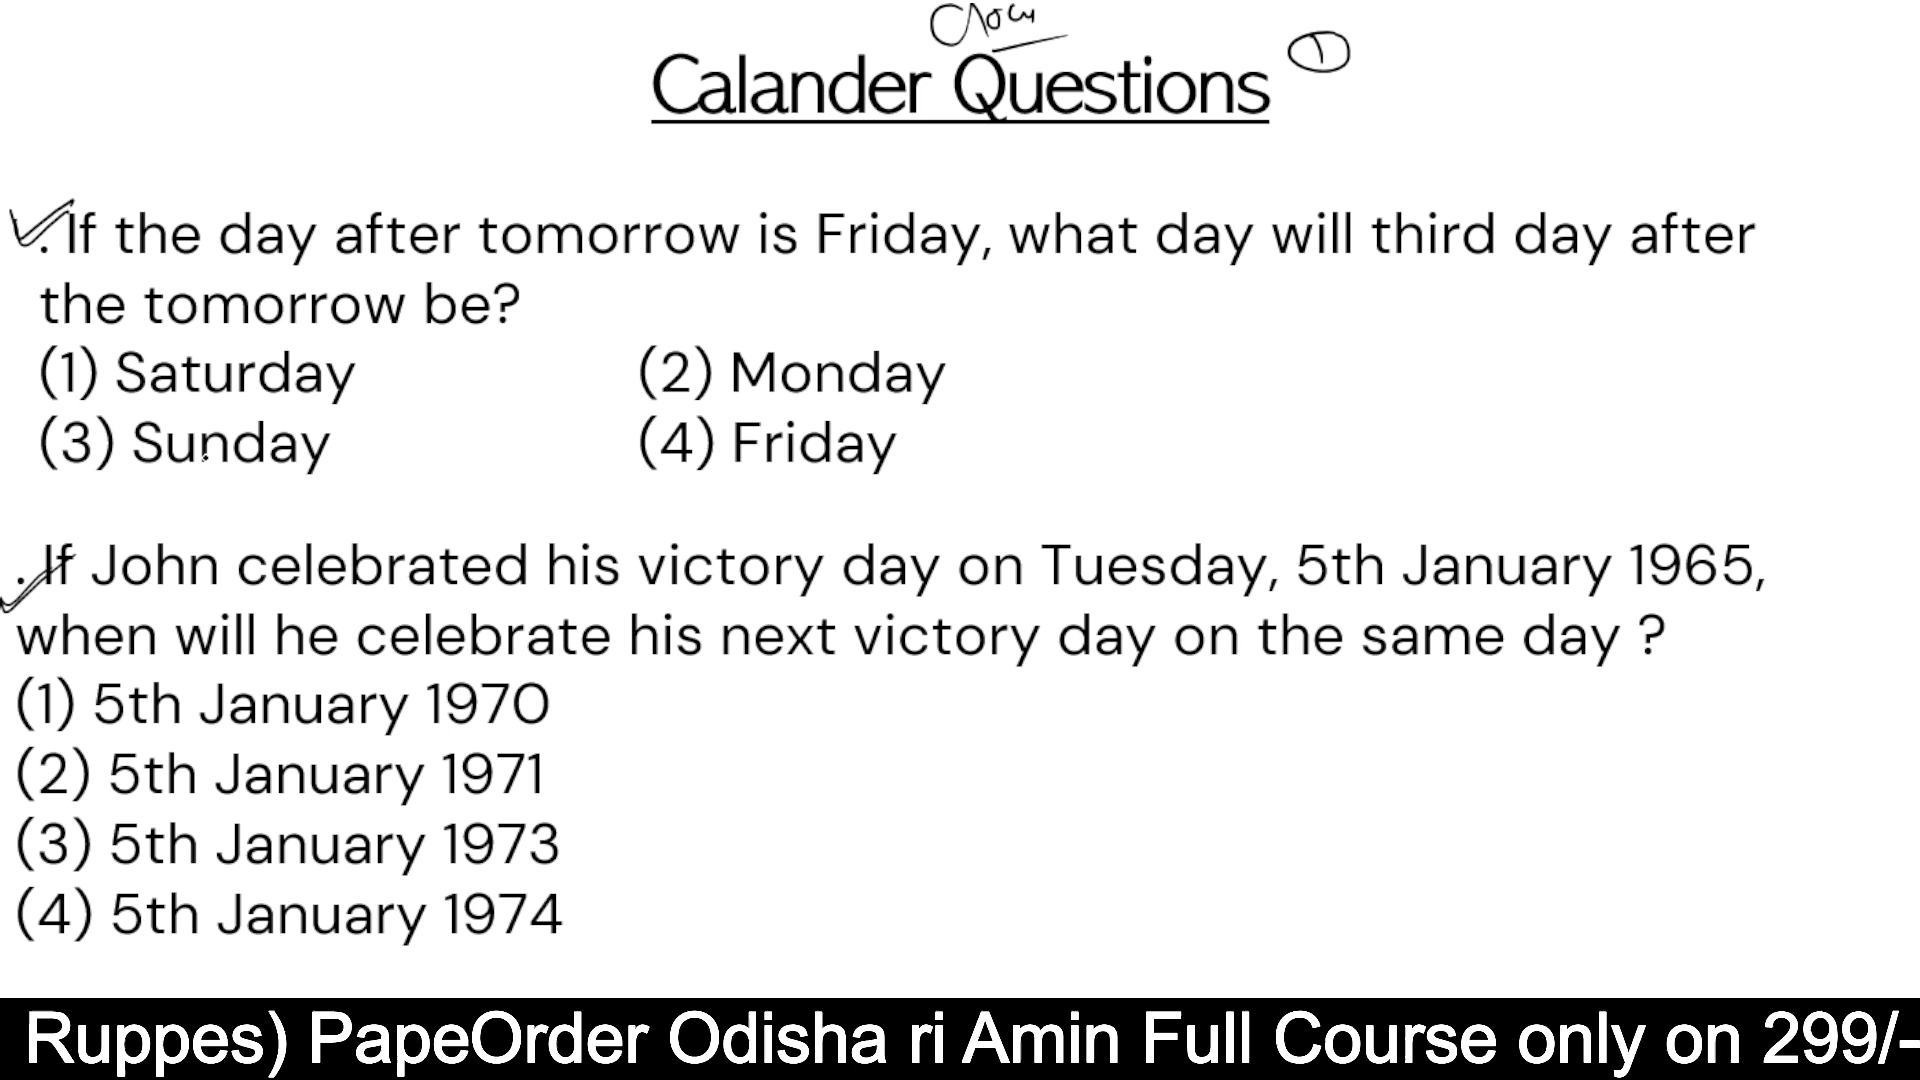 Calander Questions
1
. If the day after tomorrow is Friday, what day will third day after
the tomorrow be?
(1) Saturday (2) Monday
(3) Sunday (4) Friday
. If John celebrated his victory day on Tuesday, 5th January 1965,
when will he celebrate his next victory day on the same day ?
(1) 5th January 1970
(2) 5th January 1971
(3) 5th January 1973
(4) 5th January 1974
Ruppes) PapeOrder Odisha ri Amin Full Course only on 299/-